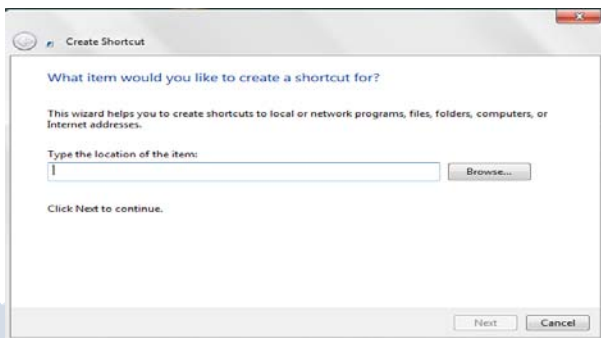 Create Shortcut
What item would you like to create a shortcut for?
This wizard helps you to create shortcuts to local or network programs, files, folders, computers, or
Internet addresses.
Type the location of the item:
Browse...
Click Next to continue.
Next Cancel